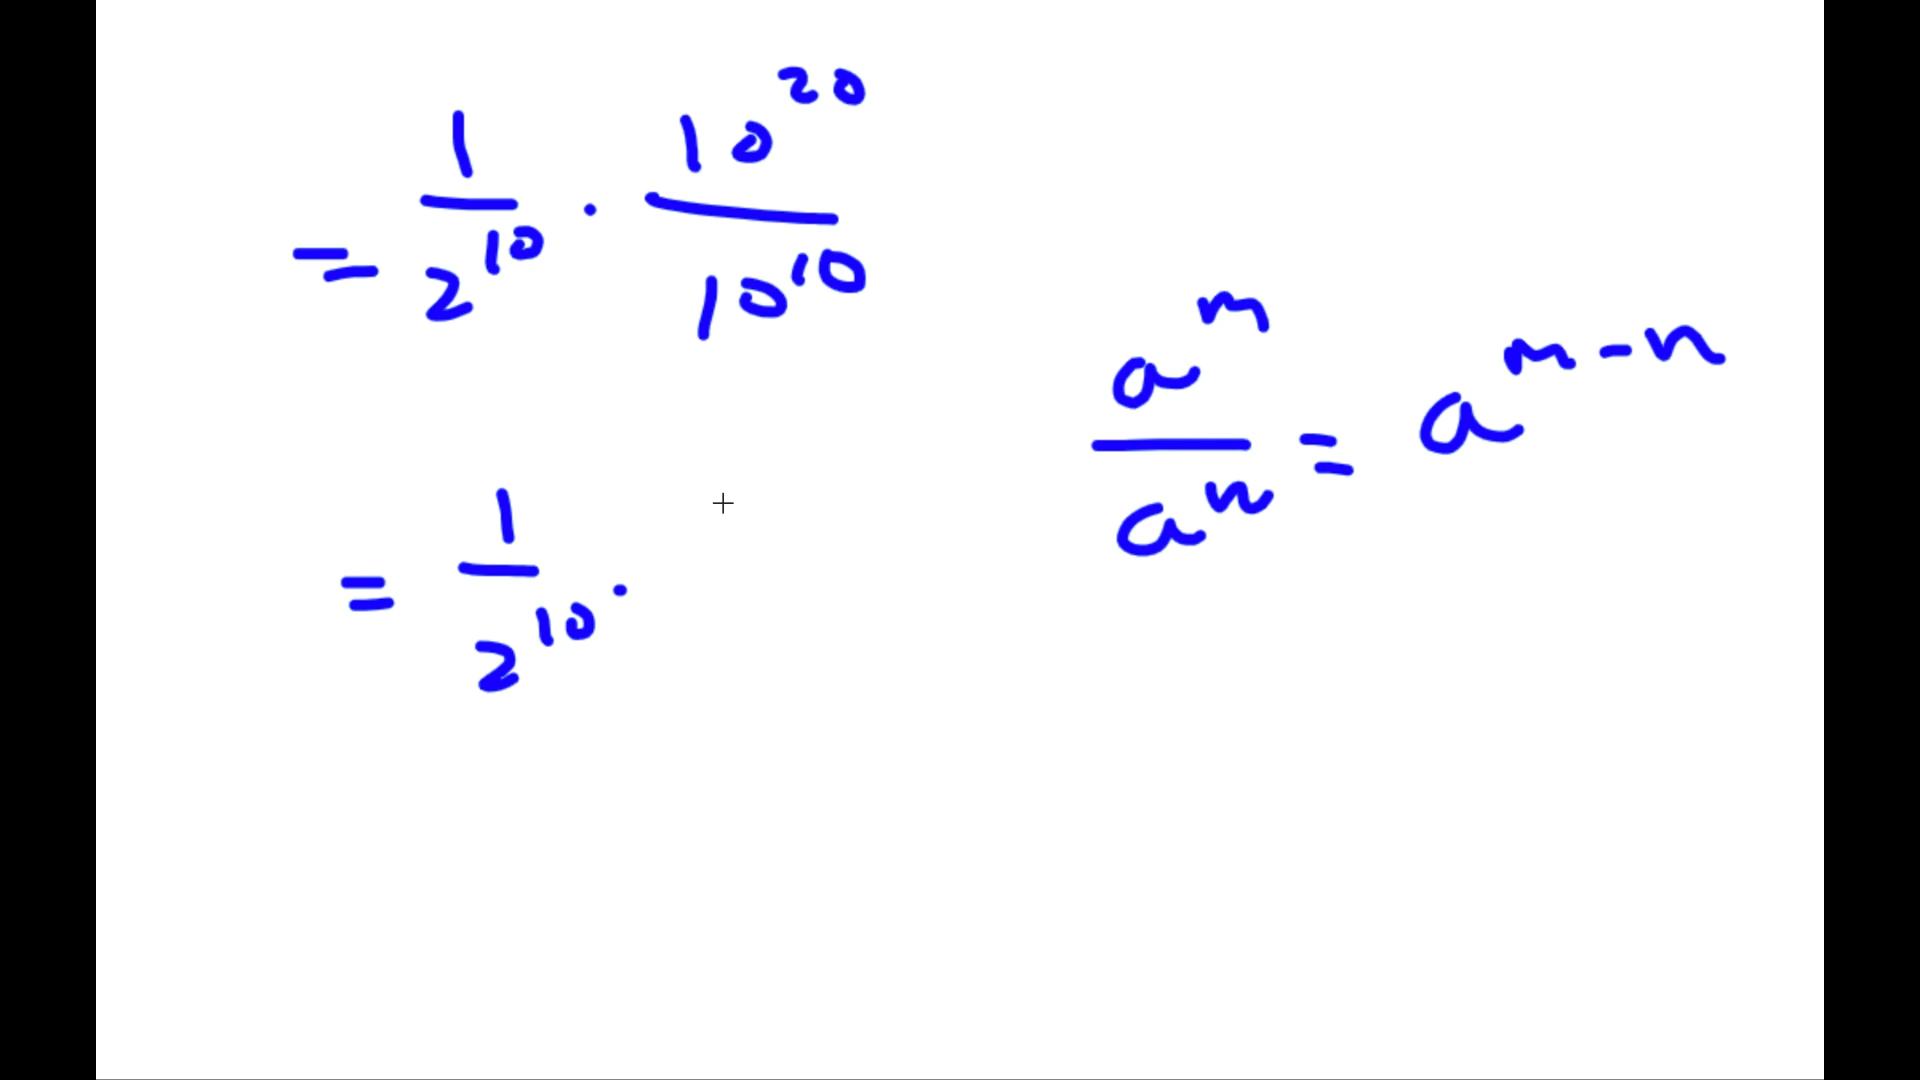 = 1/2^10 · 10^20/10^10
a^m/a^n = a^(m-n)
= 1/2^10 ·